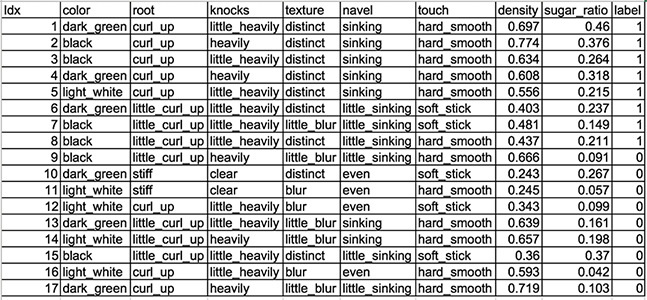 Idx color root knocks texture navel touch density sugar_ratio label
1 dark_green curl_up little_heavily distinct sinking hard_smooth 0.697 0.46 1
2 black curl_up heavily distinct sinking hard_smooth 0.774 0.376 1
3 black curl_up little_heavily distinct sinking hard_smooth 0.634 0.264 1
4 dark_green curl_up heavily distinct sinking hard_smooth 0.608 0.318 1
5 light_white curl_up little_heavily distinct sinking hard_smooth 0.556 0.215 1
6 dark_green little_curl_up little_heavily distinct little_sinking soft_stick 0.403 0.237 1
7 black little_curl_up little_heavily little_blur sinking soft_stick 0.481 0.149 1
8 black little_curl_up little_heavily distinct sinking hard_smooth 0.437 0.211 1
9 black little_curl_up heavily little_blur little_sinking hard_smooth 0.666 0.091 0
10 dark_green stiff clear distinct even soft_stick 0.243 0.267 0
11 light_white stiff clear blur even hard_smooth 0.245 0.057 0
12 light_white curl_up little_heavily blur even soft_stick 0.343 0.099 0
13 dark_green little_curl_up little_heavily little_blur sinking hard_smooth 0.639 0.161 0
14 light_white little_curl_up heavily little_blur sinking hard_smooth 0.657 0.198 0
15 black little_curl_up little_heavily distinct little_sinking soft_stick 0.36 0.37 0
16 light_white curl_up little_heavily blur even hard_smooth 0.593 0.042 0
17 dark_green curl_up heavily little_blur little_sinking hard_smooth 0.719 0.103 0